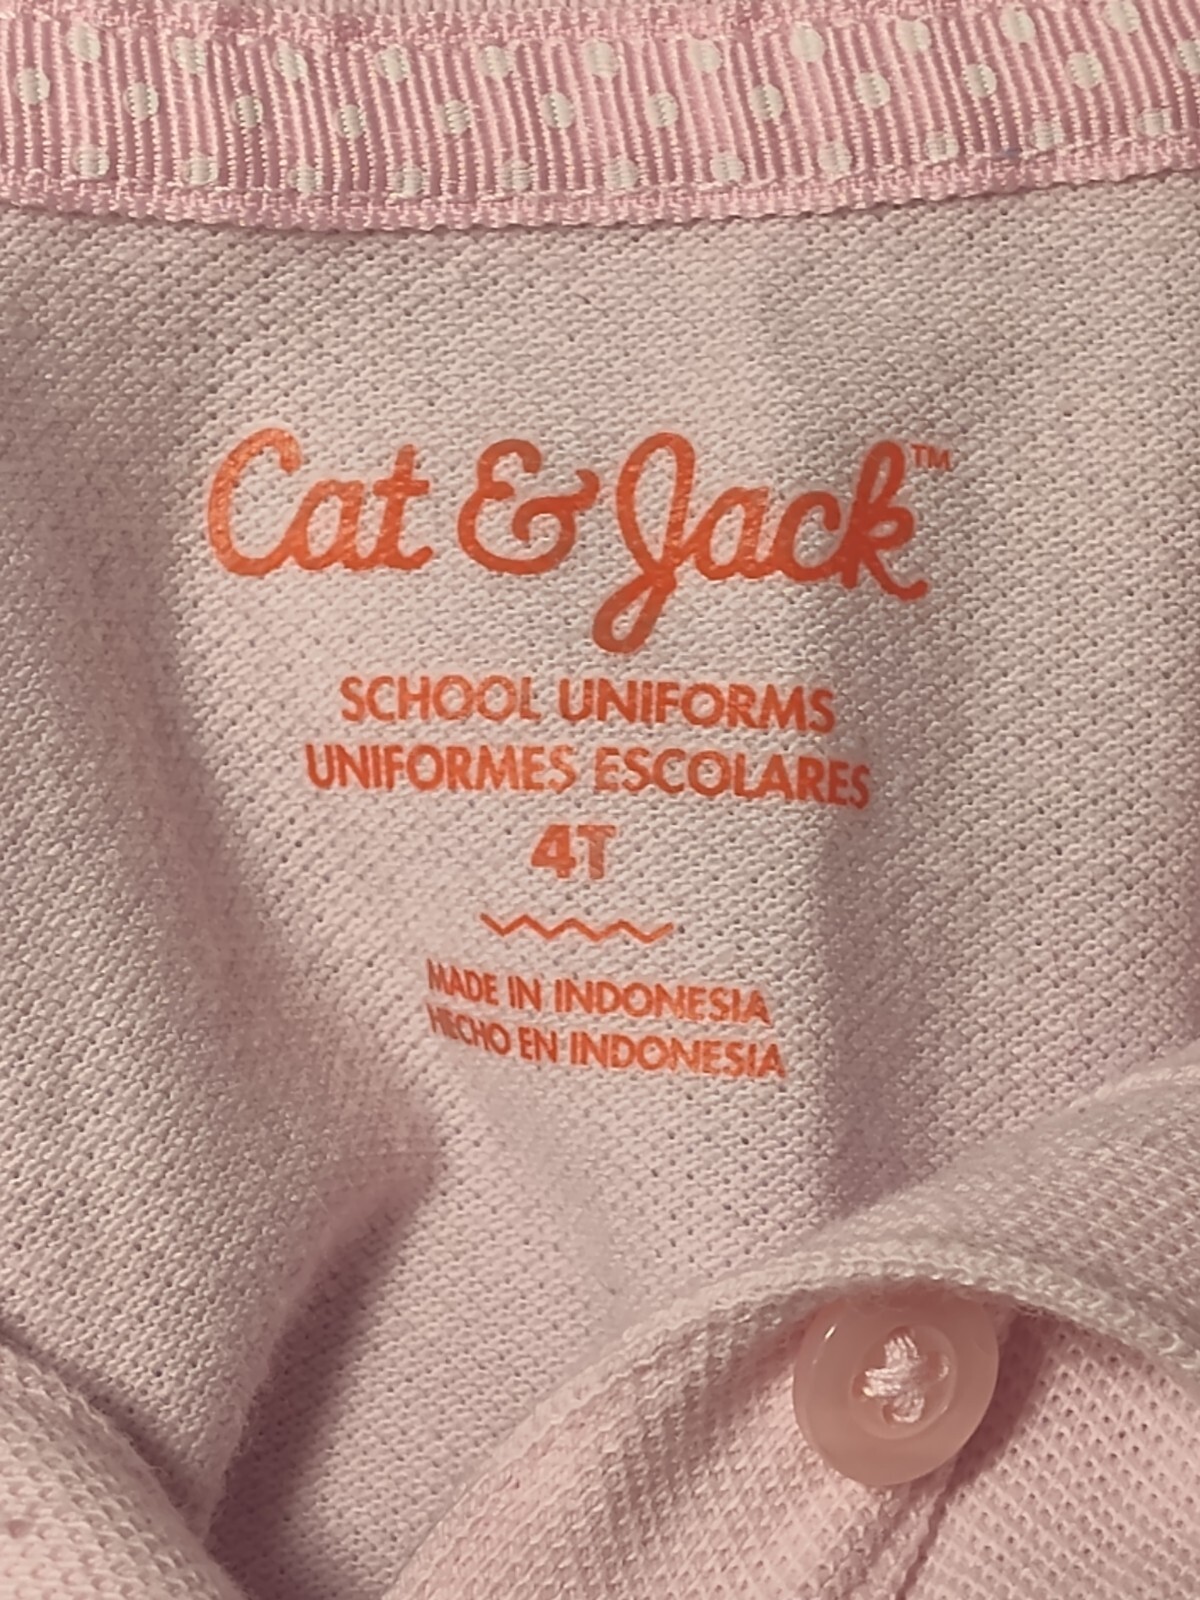 Cat & Jack™
SCHOOL UNIFORMS
UNIFORMES ESCOLARES
4T
MADE IN INDONESIA
HECHO EN INDONESIA